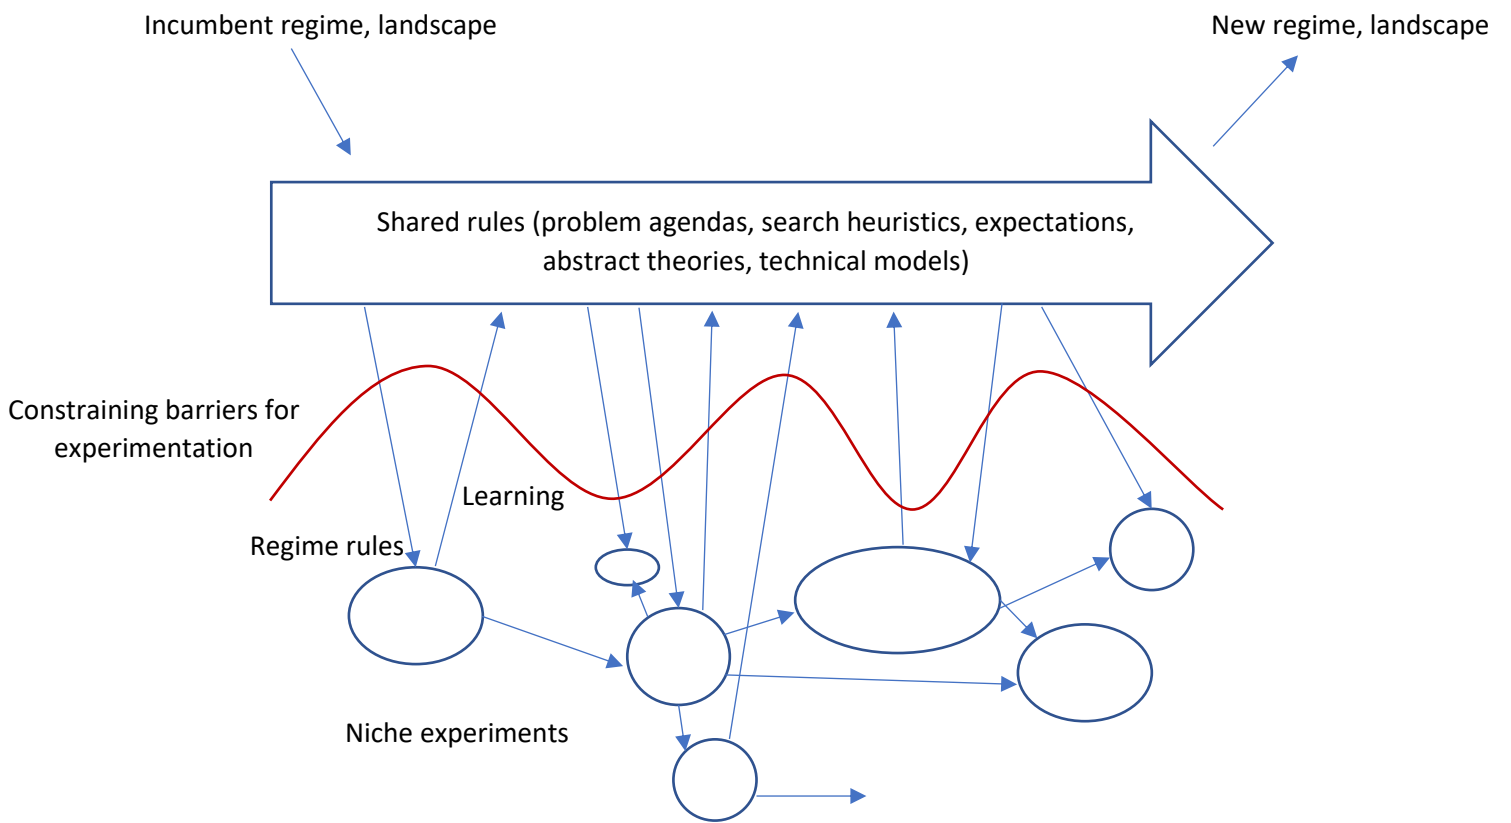 Incumbent regime, landscape
New regime, landscape
Shared rules (problem agendas, search heuristics, expectations,
abstract theories, technical models)
Constraining barriers for
experimentation
Learning
Regime rules
Niche experiments